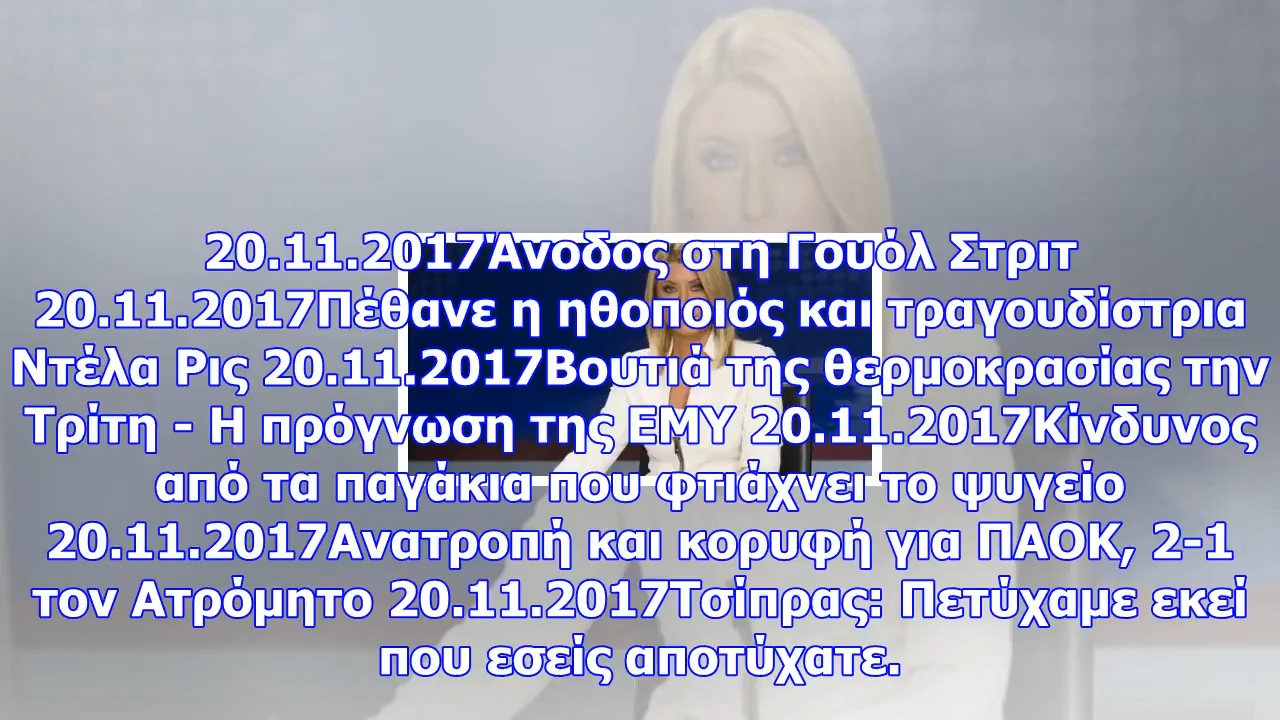 20.11.2017Άνοδος στη Γουόλ Στριτ
20.11.2017Πέθανε η ηθοποιός και τραγουδίστρια
Ντέλα Ρις 20.11.2017Βουτιά της θερμοκρασίας την
Τρίτη - Η πρόγνωση της ΕΜΥ 20.11.2017Κίνδυνος
από τα παγάκια που φτιάχνει το ψυγείο
20.11.2017Ανατροπή και κορυφή για ΠΑΟΚ, 2-1
τον Ατρόμητο 20.11.2017Τσίπρας: Πετύχαμε εκεί
που εσείς αποτύχατε.